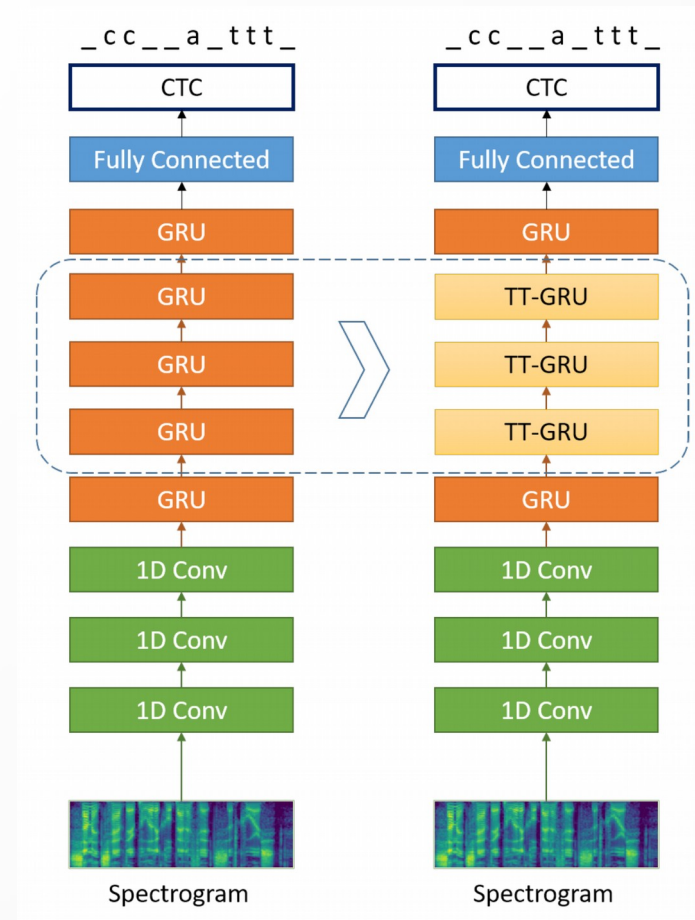 _ c c _ _ a _ t t t _
CTC
Fully Connected
GRU
GRU
GRU
GRU
GRU
1D Conv
1D Conv
1D Conv
Spectrogram
_ c c _ _ a _ t t t _
CTC
Fully Connected
GRU
TT-GRU
TT-GRU
TT-GRU
GRU
1D Conv
1D Conv
1D Conv
Spectrogram